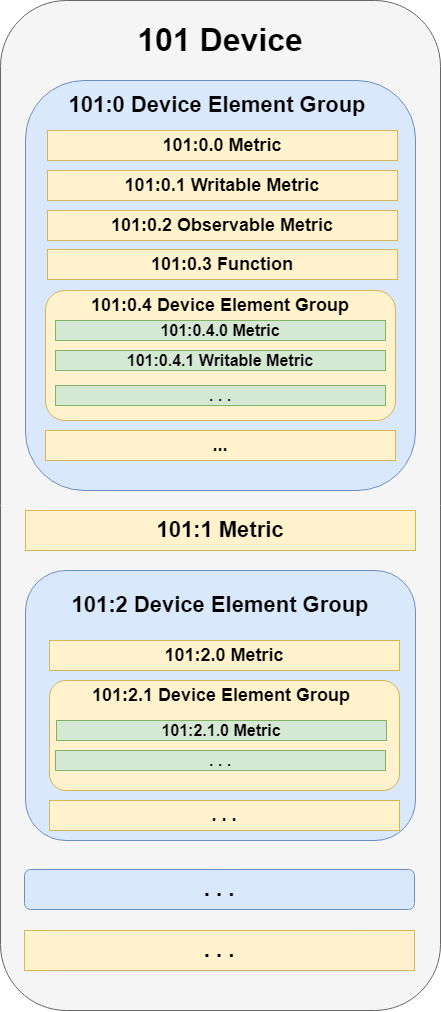 101 Device
101:0 Device Element Group
101:0.0 Metric
101:0.1 Writable Metric
101:0.2 Observable Metric
101:0.3 Function
101:0.4 Device Element Group
101:0.4.0 Metric
101:0.4.1 Writable Metric
. . .
...
101:1 Metric
101:2 Device Element Group
101:2.0 Metric
101:2.1 Device Element Group
101:2.1.0 Metric
. . .
. . .
. . .
. . .